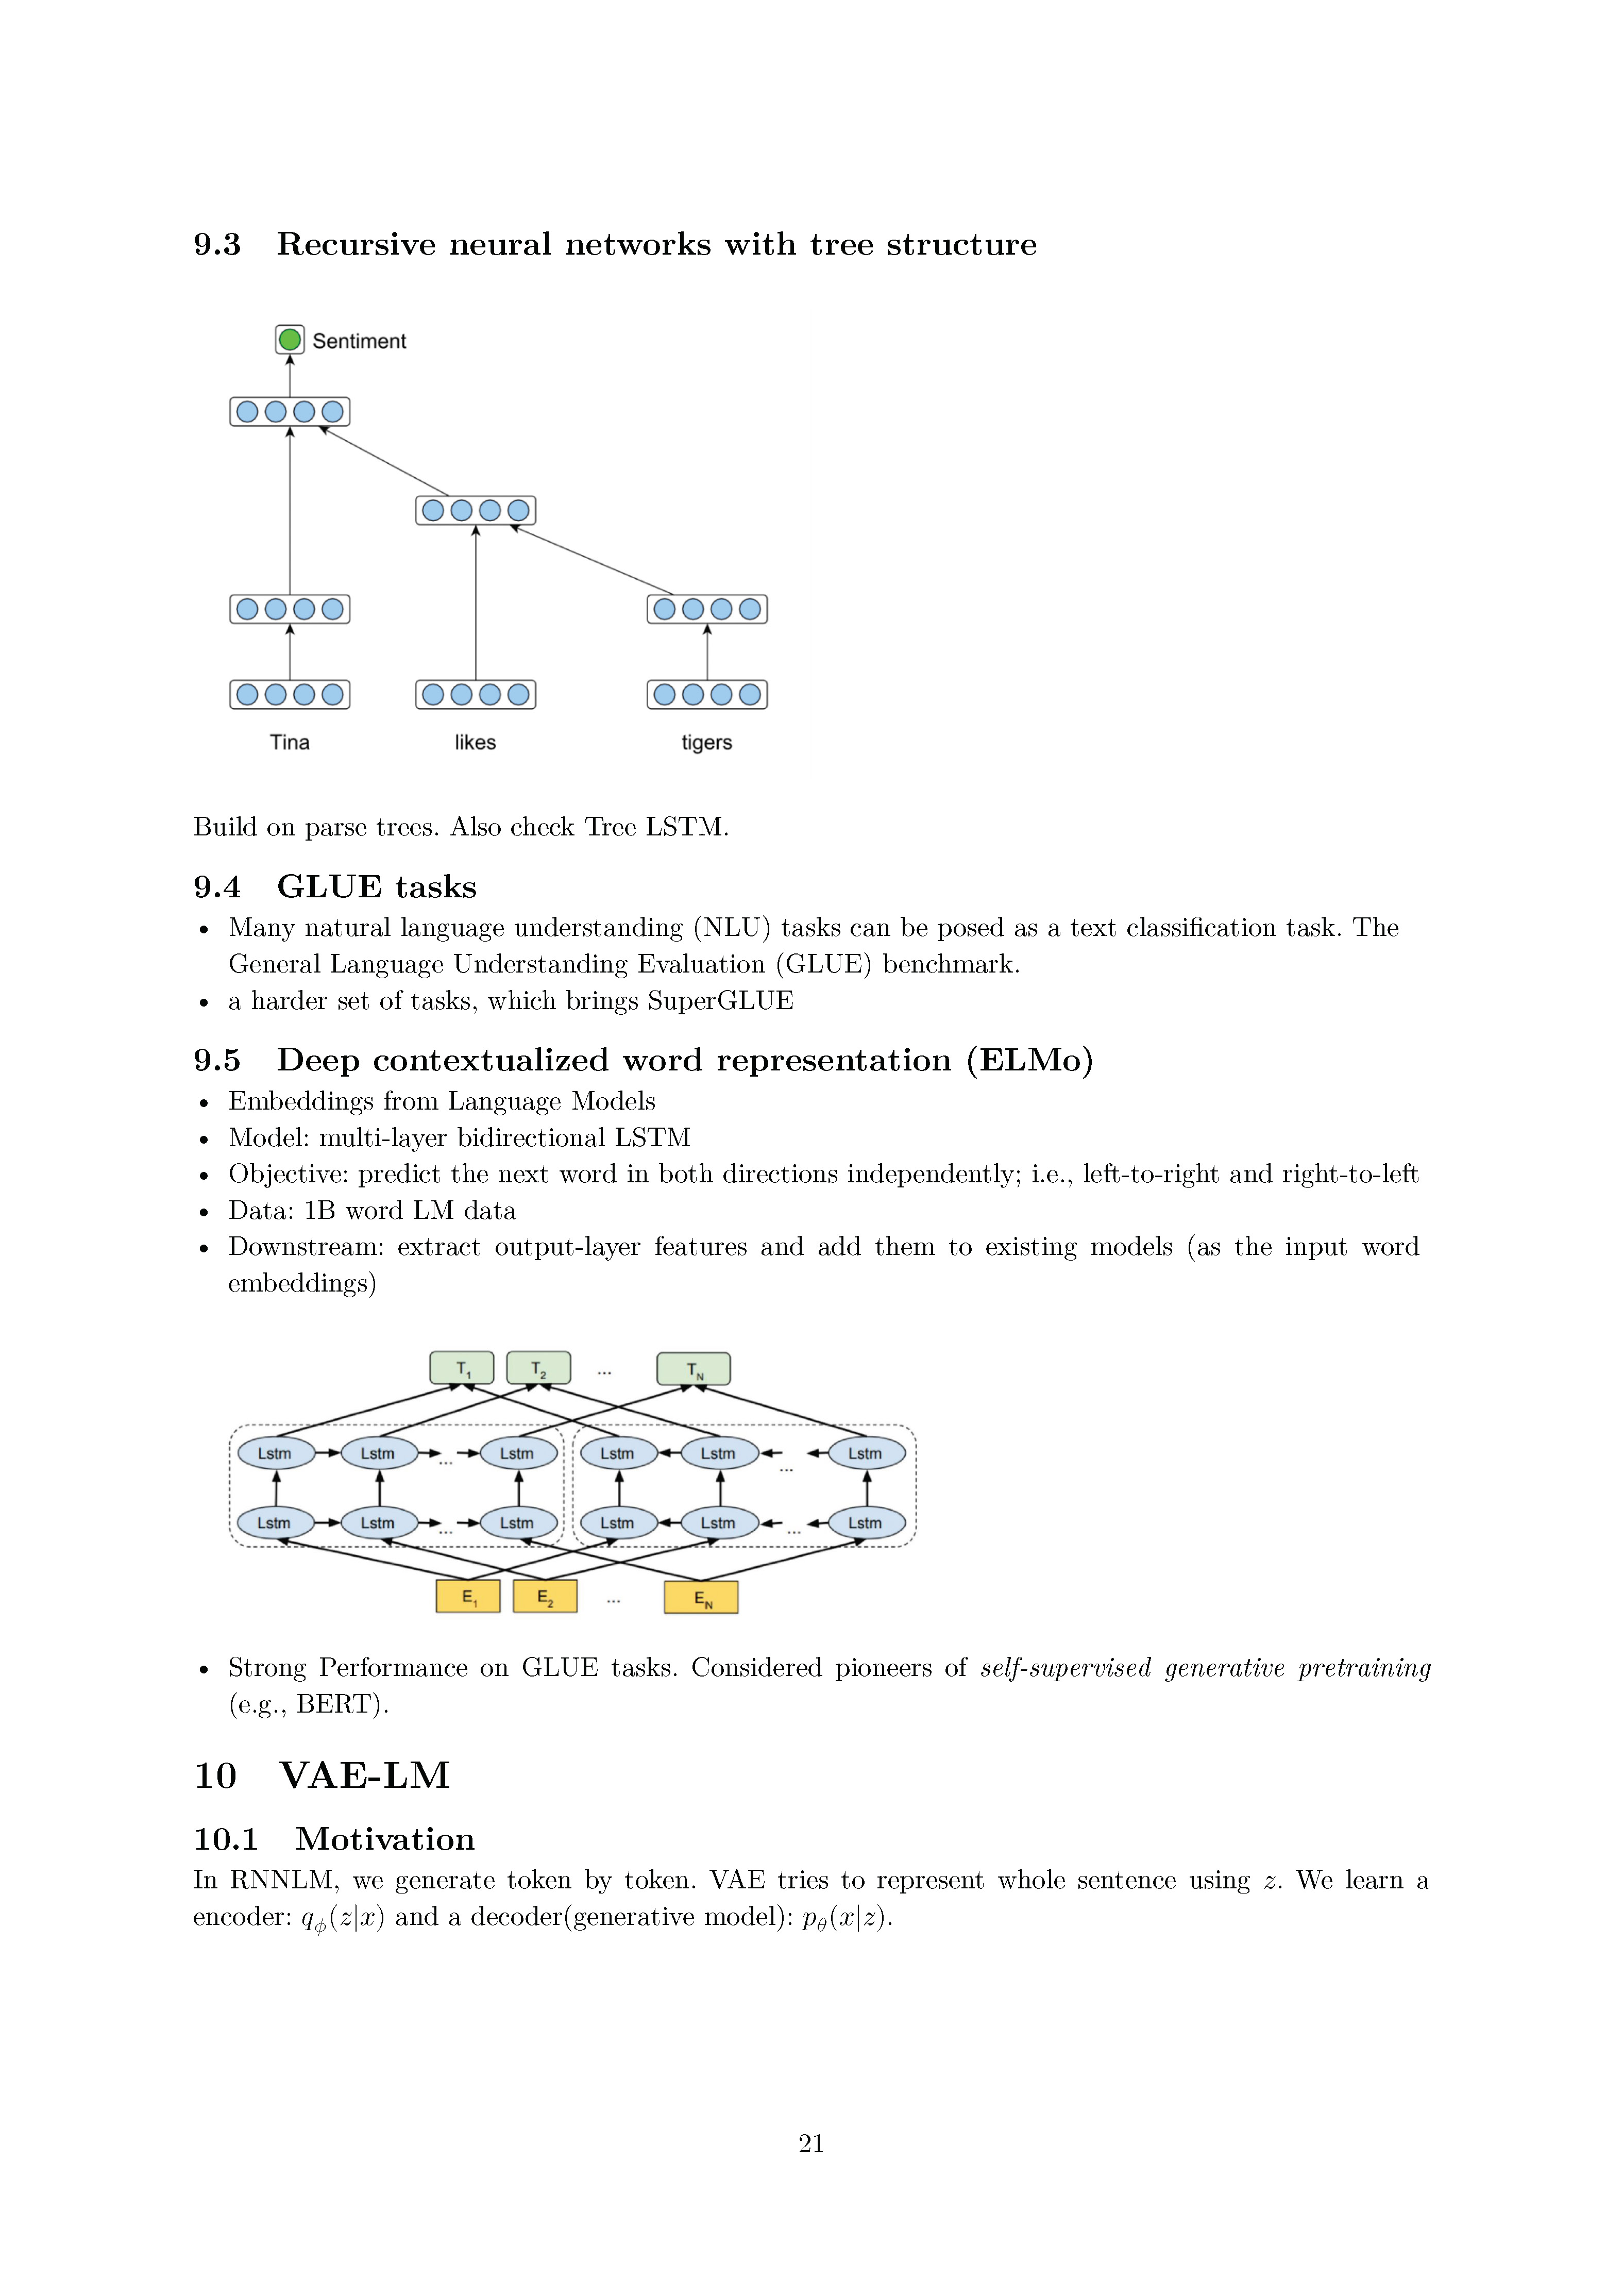 9.3 Recursive neural networks with tree structure
Sentiment
Tina likes tigers
Build on parse trees. Also check Tree LSTM.
9.4 GLUE tasks
• Many natural language understanding (NLU) tasks can be posed as a text classification task. The
General Language Understanding Evaluation (GLUE) benchmark.
• a harder set of tasks, which brings SuperGLUE
9.5 Deep contextualized word representation (ELMo)
• Embeddings from Language Models
• Model: multi-layer bidirectional LSTM
• Objective: predict the next word in both directions independently; i.e., left-to-right and right-to-left
• Data: 1B word LM data
• Downstream: extract output-layer features and add them to existing models (as the input word
embeddings)
T₁ T₂ ... T_N
Lstm Lstm ... Lstm Lstm Lstm ... Lstm
Lstm Lstm ... Lstm Lstm Lstm ... Lstm
E₁ E₂ ... E_N
• Strong Performance on GLUE tasks. Considered pioneers of self-supervised generative pretraining
(e.g., BERT).
10 VAE-LM
10.1 Motivation
In RNNLM, we generate token by token. VAE tries to represent whole sentence using z. We learn a
encoder: q_ϕ(z|x) and a decoder(generative model): p_θ(x|z).
21